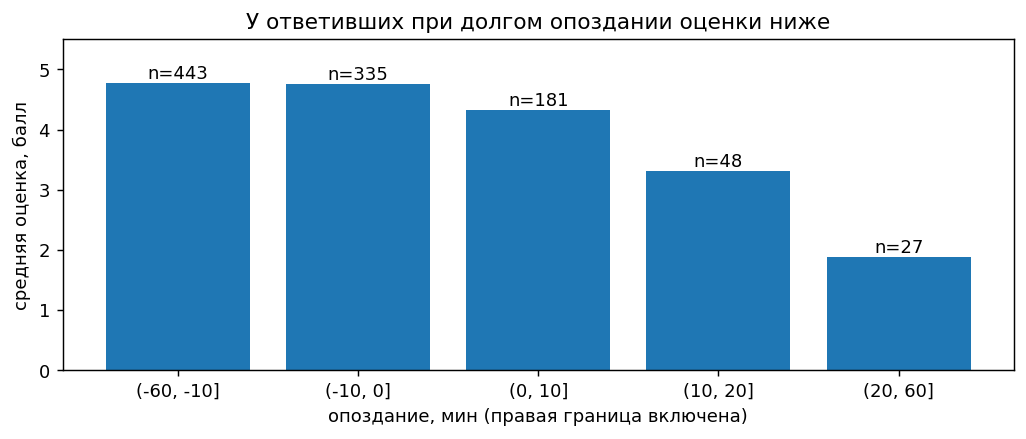 У ответивших при долгом опоздании оценки ниже
средняя оценка, балл
5
4
3
2
1
0
n=443
n=335
n=181
n=48
n=27
(-60, -10]
(-10, 0]
(0, 10]
(10, 20]
(20, 60]
опоздание, мин (правая граница включена)